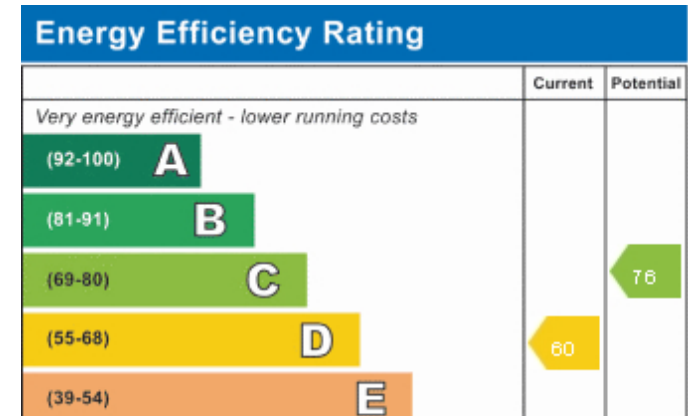 Energy Efficiency Rating
Current Potential
Very energy efficient - lower running costs
(92-100) A
(81-91) B
(69-80) C
76
(55-68) D
60
(39-54) E